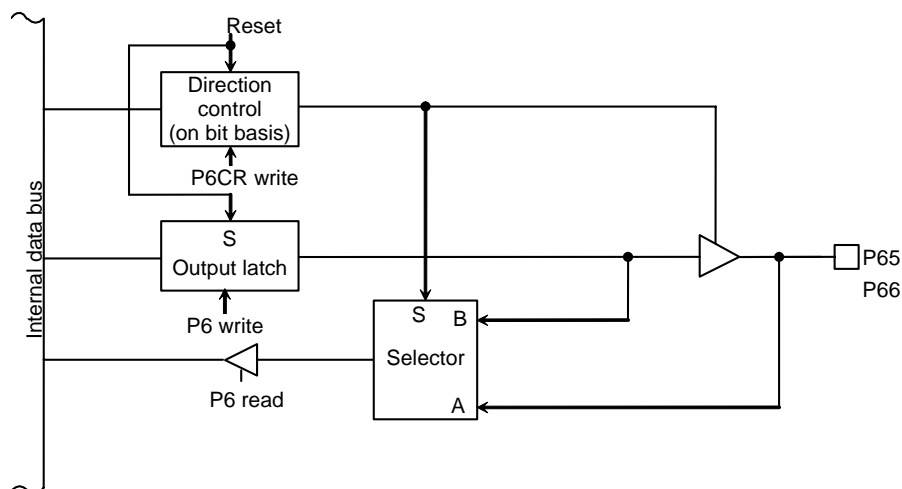 Reset
Direction
control
(on bit basis)
P6CR write
Internal data bus
S
Output latch
P6 write
P65
P66
S
B
Selector
A
P6 read